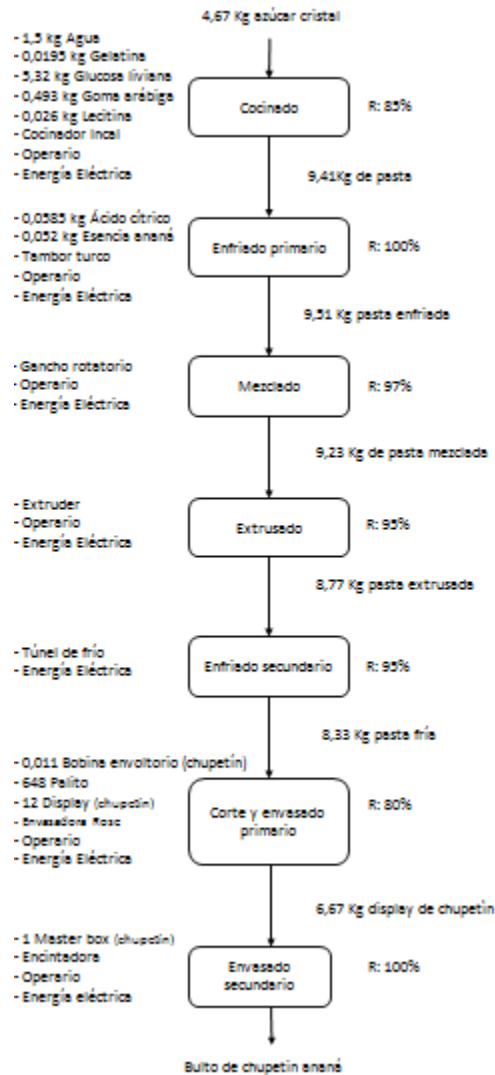 4,67 Kg azúcar cristal
- 1,5 kg Agua
- 0,0195 kg Gelatina
- 5,32 kg Glucosa liviana
- 0,493 kg Goma arábiga
- 0,026 kg Lecitina
- Cocinador Incal
- Operario
- Energía Eléctrica
Cocinado
R: 85%
9,41Kg de pasta
- 0,0585 kg Ácido cítrico
- 0,052 kg Esencia ananá
- Tambor turco
- Operario
- Energía Eléctrica
Enfriado primario
R: 100%
9,51 Kg pasta enfriada
- Gancho rotatorio
- Operario
- Energía Eléctrica
Mezclado
R: 97%
9,23 Kg de pasta mezclada
- Extruder
- Operario
- Energía Eléctrica
Extrusado
R: 95%
8,77 Kg pasta extrusada
- Túnel de frío
- Energía Eléctrica
Enfriado secundario
R: 95%
8,33 Kg pasta fría
- 0,011 Bobina envoltorio (chupetín)
- 648 Palito
- 12 Display (chupetín)
- Envasadora Rose
- Operario
- Energía Eléctrica
Corte y envasado
primario
R: 80%
6,67 Kg display de chupetín
- 1 Master box (chupetín)
- Encintadora
- Operario
- Energía eléctrica
Envasado
secundario
R: 100%
Bulto de chupetín ananá